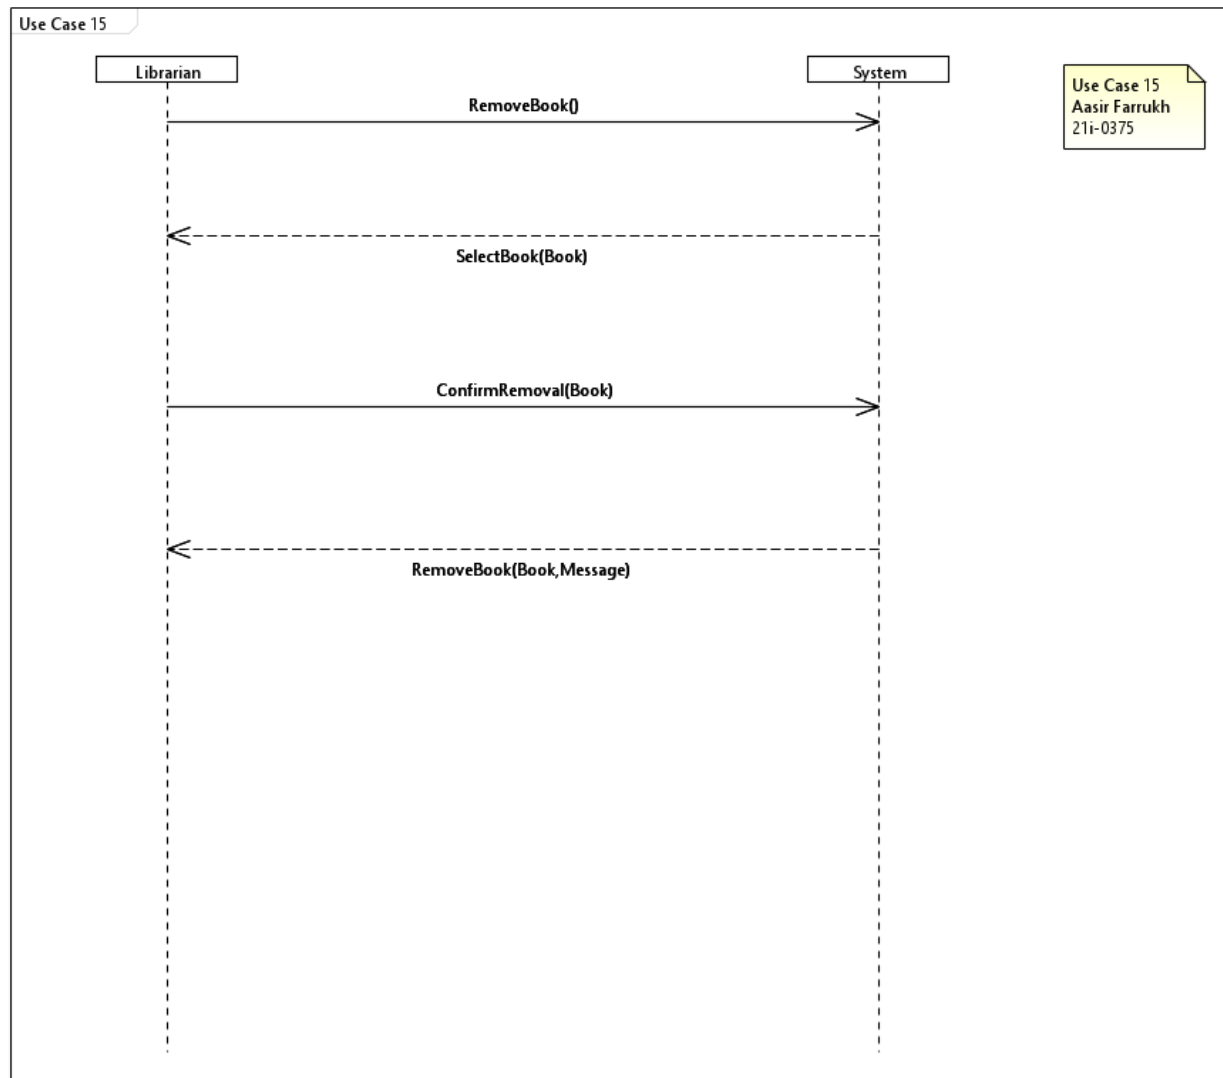 Use Case 15
Librarian
System
Use Case 15
Aasir Farrukh
21i-0375
RemoveBook()
SelectBook(Book)
ConfirmRemoval(Book)
RemoveBook(Book,Message)